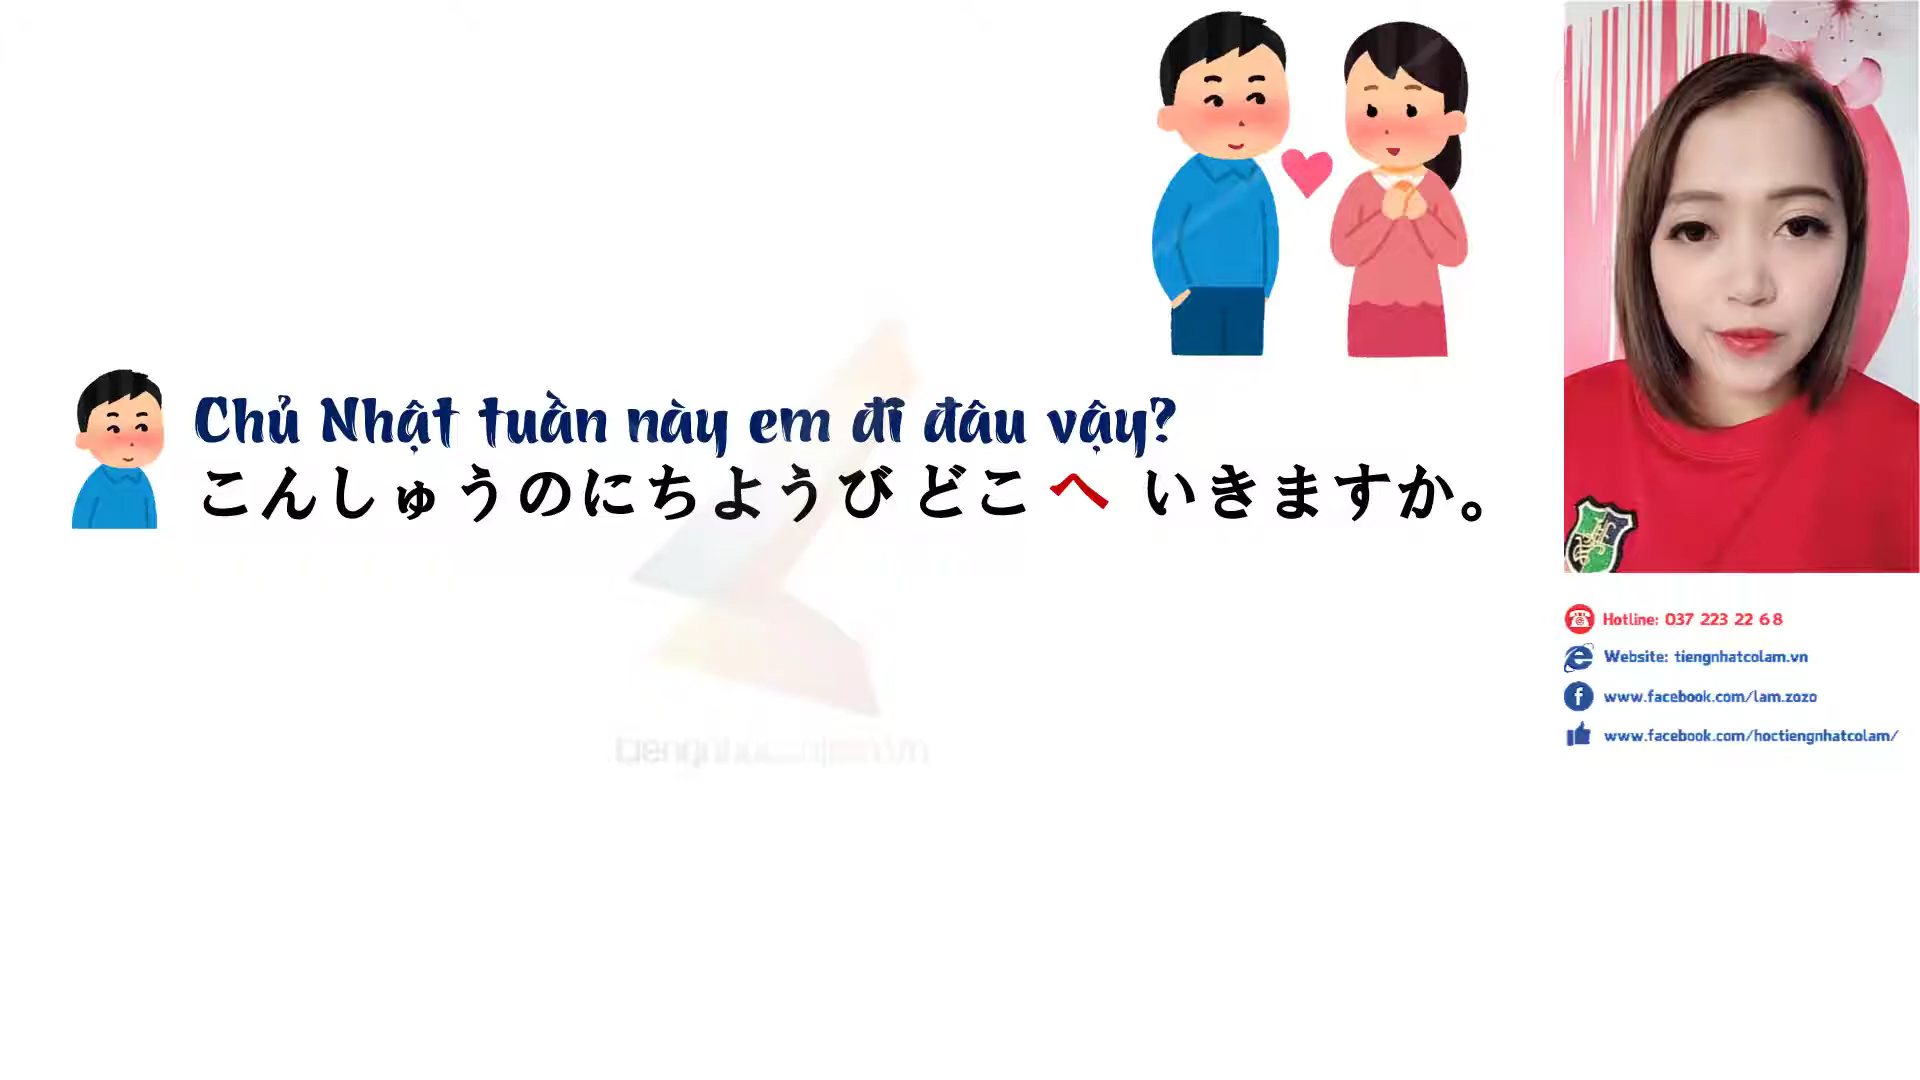 Chủ Nhật tuần này em đi đâu vậy?
こんしゅうのにちようび どこ へ いきますか。
Hotline: 037 223 22 68
Website: tiengnhatcolam.vn
www.facebook.com/lam.zozo
www.facebook.com/hoctiengnhatcolam/